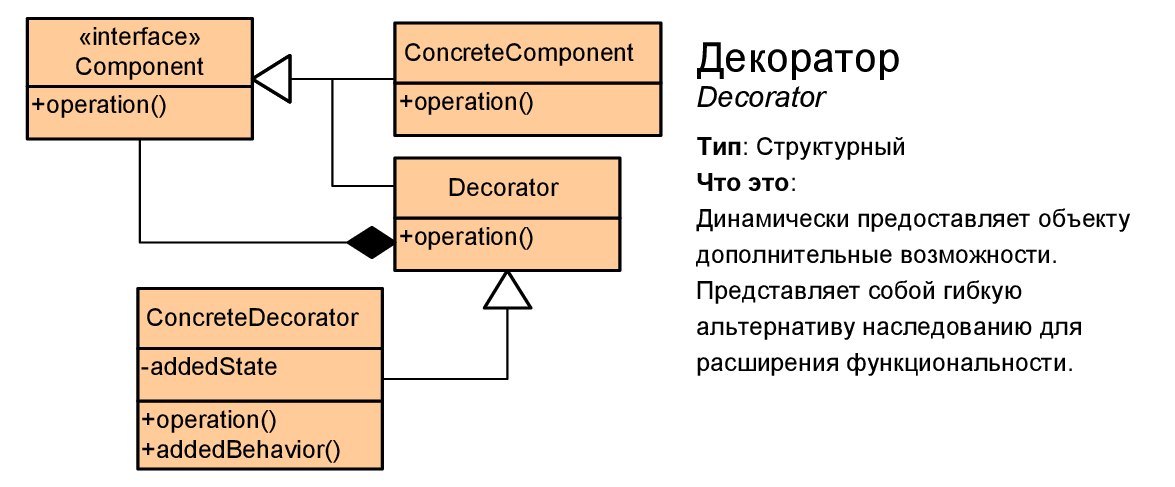 «interface»
Component
+operation()
ConcreteComponent
+operation()
Decorator
+operation()
ConcreteDecorator
-addedState
+operation()
+addedBehavior()
Декоратор
Decorator
Тип: Структурный
Что это:
Динамически предоставляет объекту
дополнительные возможности.
Представляет собой гибкую
альтернативу наследованию для
расширения функциональности.